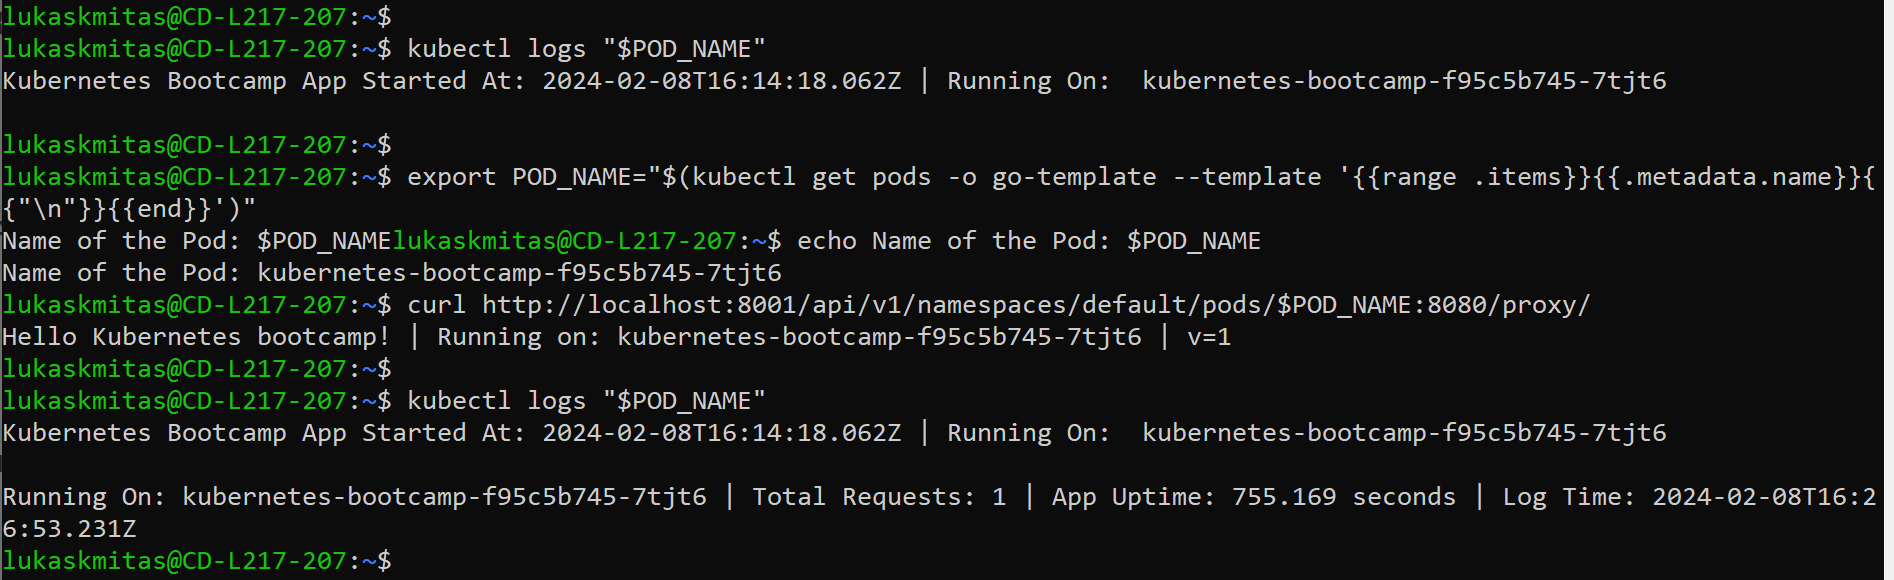 lukaskmitas@CD-L217-207:~$
lukaskmitas@CD-L217-207:~$ kubectl logs "$POD_NAME"
Kubernetes Bootcamp App Started At: 2024-02-08T16:14:18.062Z | Running On:  kubernetes-bootcamp-f95c5b745-7tjt6

lukaskmitas@CD-L217-207:~$
lukaskmitas@CD-L217-207:~$ export POD_NAME="$(kubectl get pods -o go-template --template '{{range .items}}{{.metadata.name}}{
{"\n"}}{{end}}')"
Name of the Pod: $POD_NAMElukaskmitas@CD-L217-207:~$ echo Name of the Pod: $POD_NAME
Name of the Pod: kubernetes-bootcamp-f95c5b745-7tjt6
lukaskmitas@CD-L217-207:~$ curl http://localhost:8001/api/v1/namespaces/default/pods/$POD_NAME:8080/proxy/
Hello Kubernetes bootcamp! | Running on: kubernetes-bootcamp-f95c5b745-7tjt6 | v=1
lukaskmitas@CD-L217-207:~$
lukaskmitas@CD-L217-207:~$ kubectl logs "$POD_NAME"
Kubernetes Bootcamp App Started At: 2024-02-08T16:14:18.062Z | Running On:  kubernetes-bootcamp-f95c5b745-7tjt6

Running On: kubernetes-bootcamp-f95c5b745-7tjt6 | Total Requests: 1 | App Uptime: 755.169 seconds | Log Time: 2024-02-08T16:2
6:53.231Z
lukaskmitas@CD-L217-207:~$